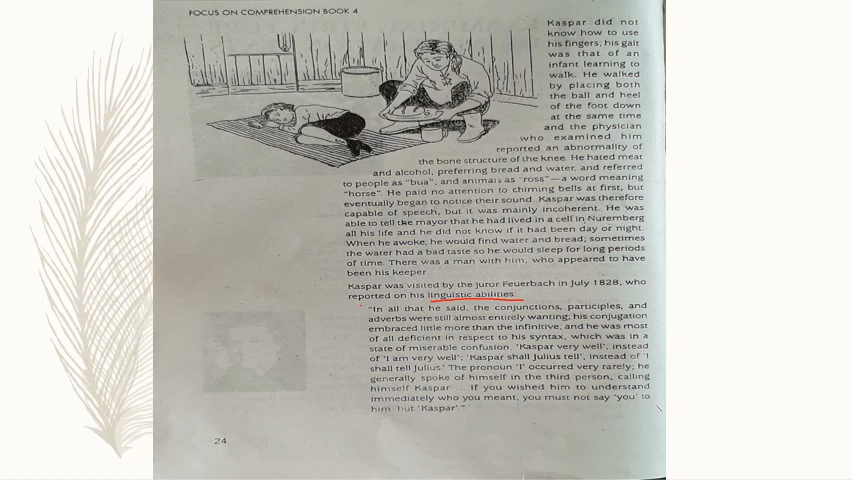 FOCUS ON COMPREHENSION BOOK 4
Kaspar did not
know how to use
his fingers; his gait
was that of an
infant learning to
walk. He walked
by placing both
the ball and heel
of the foot down
at the same time
and the physician
who examined him
reported an abnormality of
the bone structure of the knee. He hated meat
and alcohol, preferring bread and water, and referred
to people as "bua", and animals as "ross"—a word meaning
"horse". He paid no attention to chiming bells at first, but
eventually began to notice their sound. Kaspar was therefore
capable of speech, but it was mainly incoherent. He was
able to tell the mayor that he had lived in a cell in Nuremberg
all his life and he did not know if it had been day or night.
When he awoke, he would find water and bread; sometimes
the water had a bad taste so he would sleep for long periods
of time. There was a man with him, who appeared to have
been his keeper.
Kaspar was visited by the juror Feuerbach in July 1828, who
reported on his linguistic abilities:
"In all that he said, the conjunctions, participles, and
adverbs were still almost entirely wanting; his conjugation
embraced little more than the infinitive; and he was most
of all deficient in respect to his syntax, which was in a
state of miserable confusion. 'Kaspar very well', instead
of 'I am very well'; 'Kaspar shall Julius tell', instead of 'I
shall tell Julius.' The pronoun 'I' occurred very rarely; he
generally spoke of himself in the third person, calling
himself Kaspar ... If you wished him to understand
immediately who you meant, you must not say 'you' to
him, but 'Kaspar'."
24